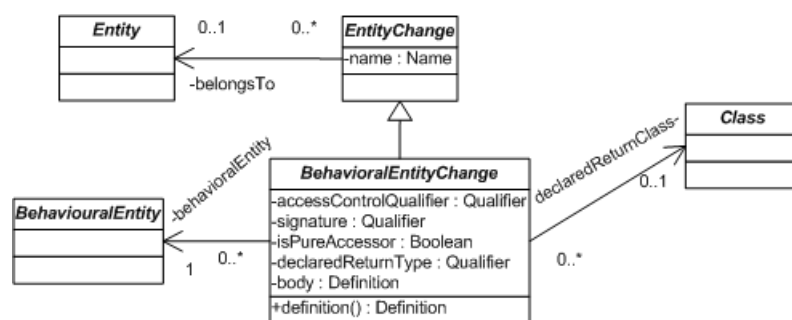 Entity
0..1
0..*
EntityChange
-name : Name
-belongsTo
Class
-behavioralEntity
declaredReturnClass-
0..1
BehavioralEntityChange
-accessControlQualifier : Qualifier
-signature : Qualifier
-isPureAccessor : Boolean
-declaredReturnType : Qualifier
-body : Definition
+definition() : Definition
BehaviouralEntity
1
0..*
0..*